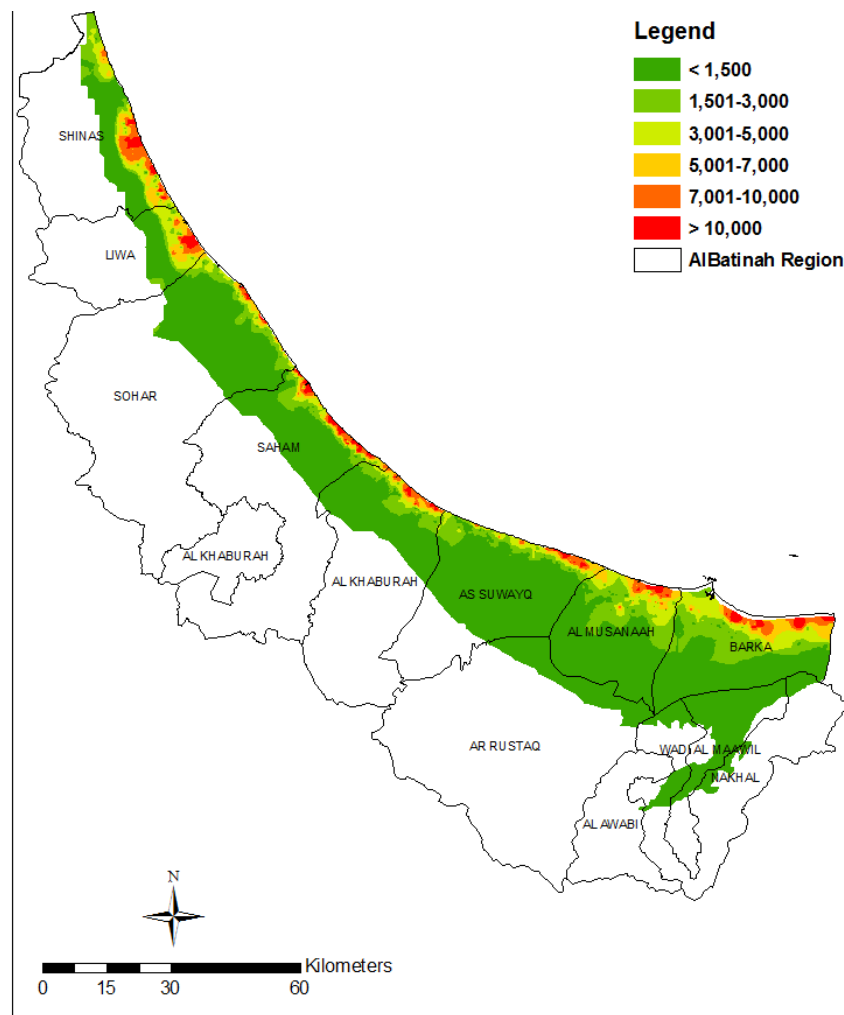 Legend
< 1,500
1,501-3,000
3,001-5,000
5,001-7,000
7,001-10,000
> 10,000
AlBatinah Region
SHINAS
LIWA
SOHAR
SAHAM
AL KHABURAH
AL KHABURAH
AS SUWAYQ
AL MUSANAAH
BARKA
AR RUSTAQ
WADI AL MAAWIL
NAKHAL
AL AWABI
N
Kilometers
0 15 30 60